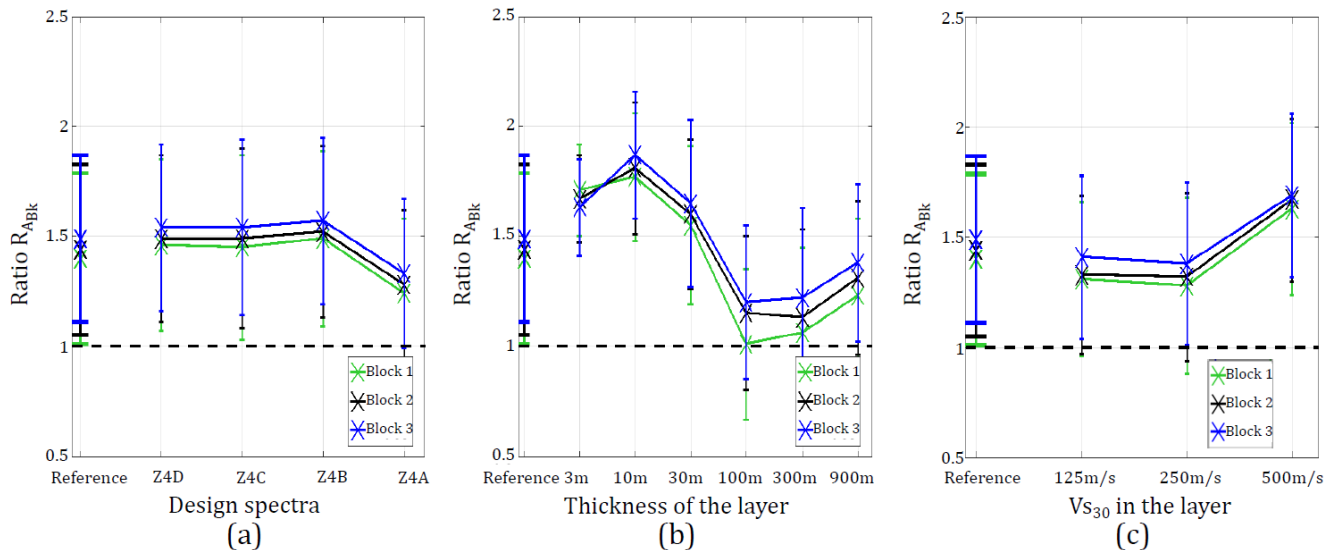 2.5
2
1.5
1
0.5
Ratio R_ABk
Block 1
Block 2
Block 3
Reference Z4D Z4C Z4B Z4A
Design spectra
(a)
2.5
2
1.5
1
0.5
Ratio R_ABk
Block 1
Block 2
Block 3
Reference 3m 10m 30m 100m 300m 900m
Thickness of the layer
(b)
2.5
2
1.5
1
0.5
Ratio R_ABk
Block 1
Block 2
Block 3
Reference 125m/s 250m/s 500m/s
Vs30 in the layer
(c)